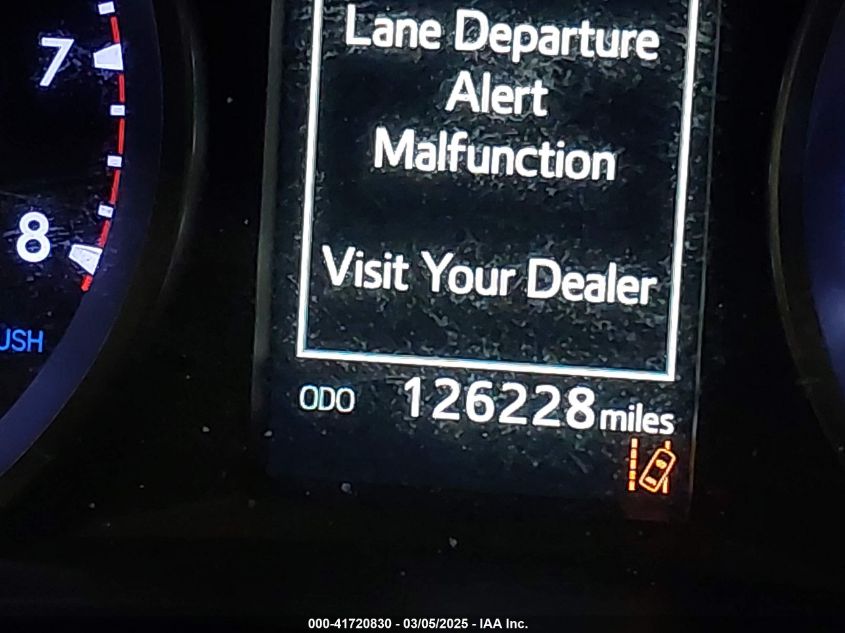 7
Lane Departure
Alert
Malfunction
8
Visit Your Dealer
USH
ODO 126228 miles
000-41720830 - 03/05/2025 - IAA Inc.